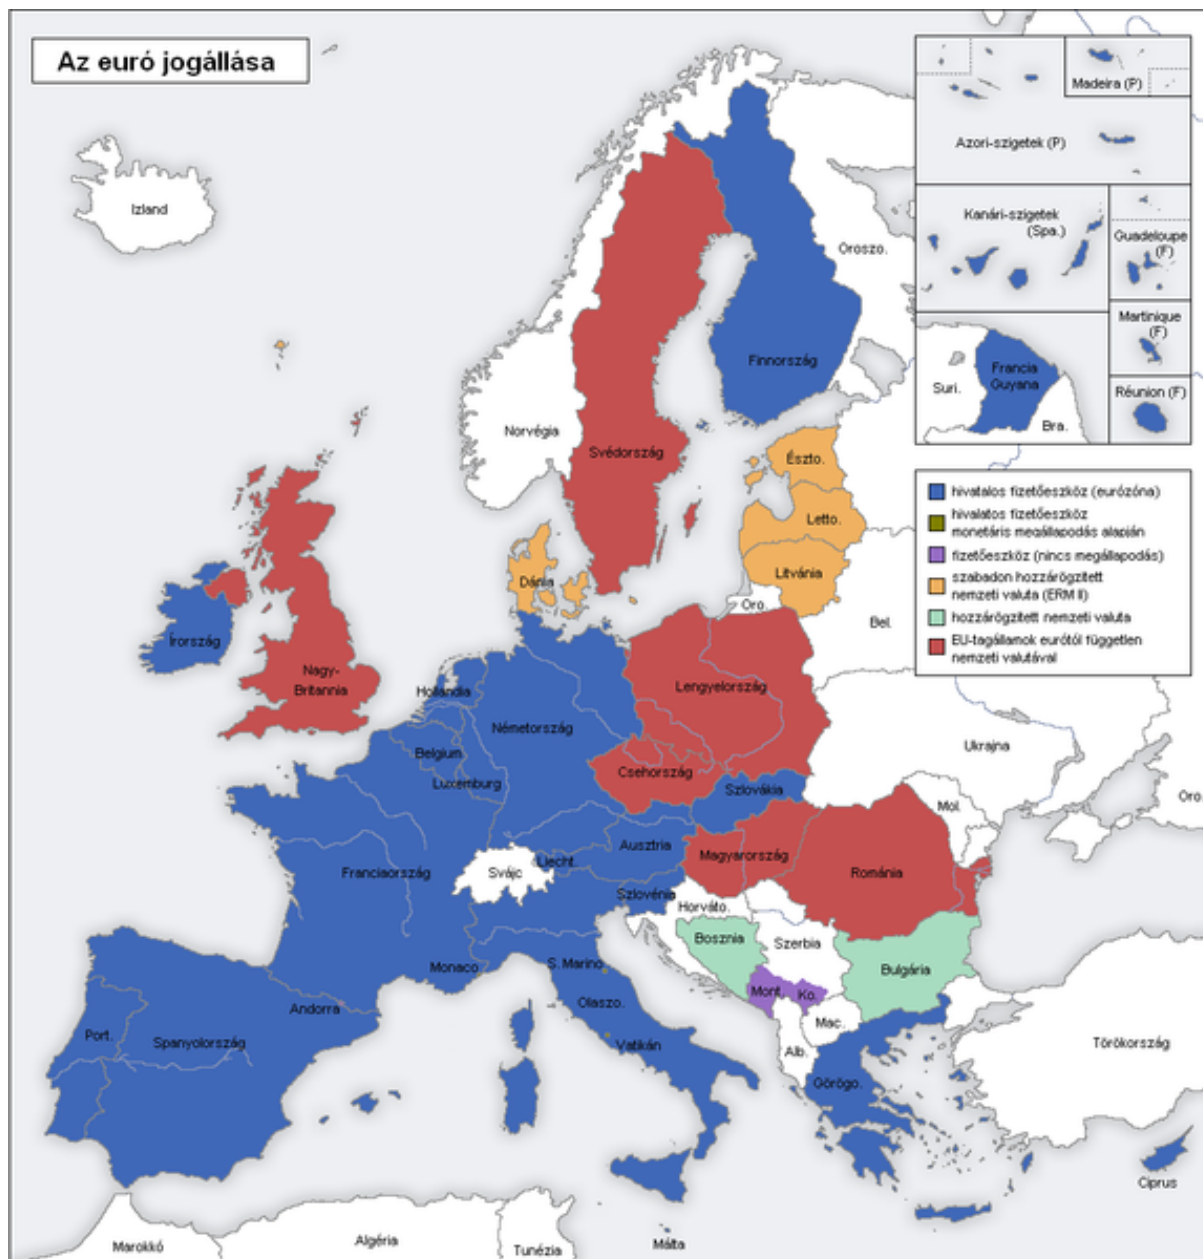 Az euró jogállása
Izland
Norvégia
Svédország
Finnország
Oroszo.
Madeira (P)
Azori-szigetek (P)
Kanári-szigetek
(Spa.)
Guadeloupe
(F)
Martinique
(F)
Réunion (F)
Suri.
Francia
Guyana
Bra.
hivatalos fizetőeszköz (eurózóna)
hivalatos fizetőeszköz
monetáris megállapodás alapián
fizetőeszköz (nincs megállapodás)
szabadon hozzárögzített
nemzeti valuta (ERM II)
hozzárögzített nemzeti valuta
EU-tagállamok eurótól független
nemzeti valutával
Észto.
Letto.
Litvánia
Dánia
Oro.
Bel.
Írország
Nagy-
Britannia
Hollandia
Németország
Lengyelország
Belgium
Luxemburg
Csehország
Szlovákia
Ukrajna
Mol.
Oro.
Franciaország
Svájc
Liecht.
Ausztria
Magyarország
Románia
Szlovénia
Horváto.
Bosznia
Szerbia
Bulgária
Monaco
S. Marino
Olaszo.
Mont.
Ko.
Mac.
Alb.
Andorra
Port.
Spanyolország
Vatikán
Görögo.
Törökország
Ciprus
Málta
Marokkó
Algéria
Tunézia